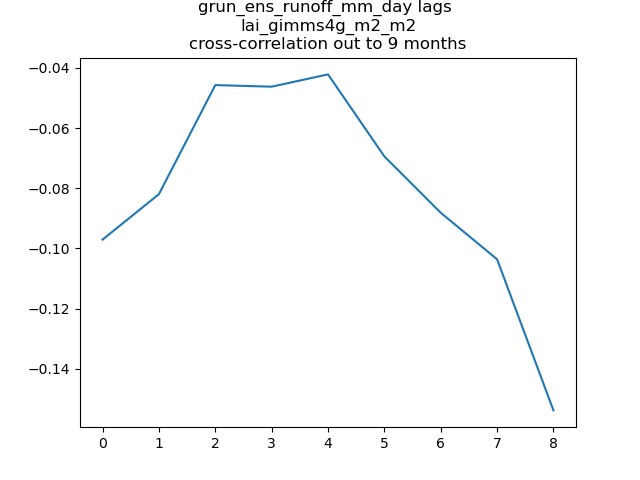 grun_ens_runoff_mm_day lags
lai_gimms4g_m2_m2
cross-correlation out to 9 months
−0.04
−0.06
−0.08
−0.10
−0.12
−0.14
0 1 2 3 4 5 6 7 8